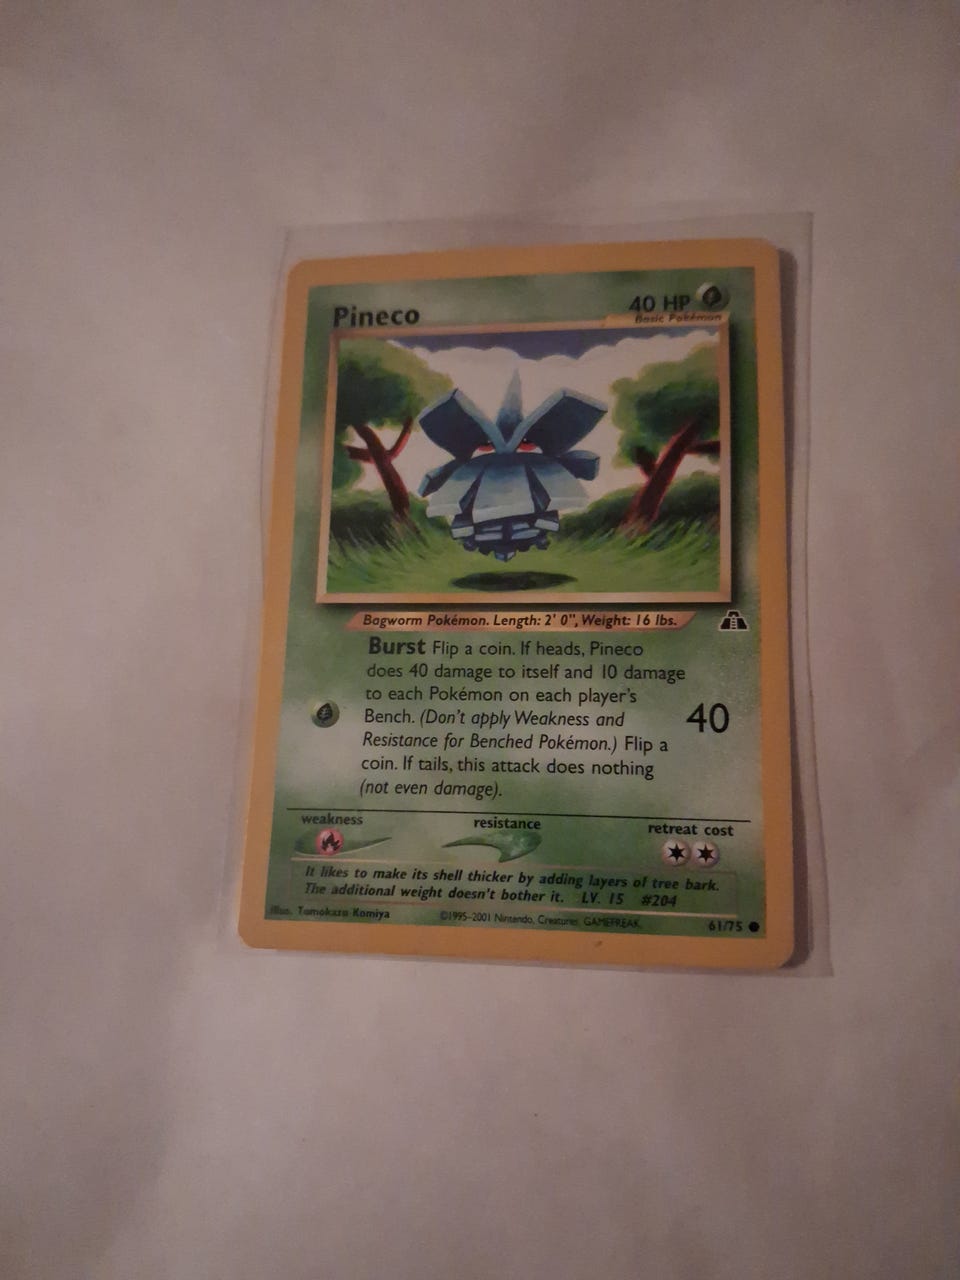 Pineco
40 HP
Basic Pokémon
Bagworm Pokémon. Length: 2' 0", Weight: 16 lbs.
Burst Flip a coin. If heads, Pineco
does 40 damage to itself and 10 damage
to each Pokémon on each player's
Bench. (Don't apply Weakness and
Resistance for Benched Pokémon.) Flip a
coin. If tails, this attack does nothing
(not even damage).
40
weakness
resistance
retreat cost
It likes to make its shell thicker by adding layers of tree bark.
The additional weight doesn't bother it. LV. 15 #204
Illus. Tomokazu Komiya
©1995-2001 Nintendo, Creatures, GAMEFREAK.
61/75